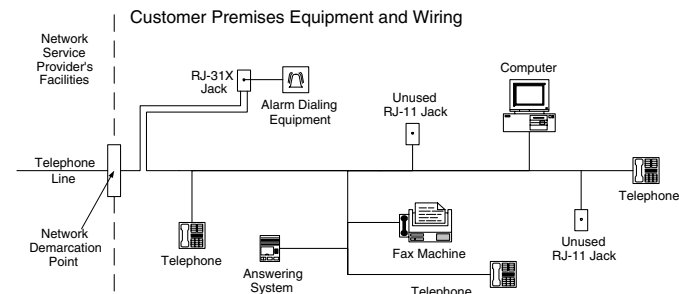 Customer Premises Equipment and Wiring
Network
Service
Provider's
Facilities
RJ-31X
Jack
Alarm Dialing
Equipment
Unused
RJ-11 Jack
Computer
Telephone
Line
Telephone
Network
Demarcation
Point
Telephone
Answering
System
Fax Machine
Unused
RJ-11 Jack
Telephone